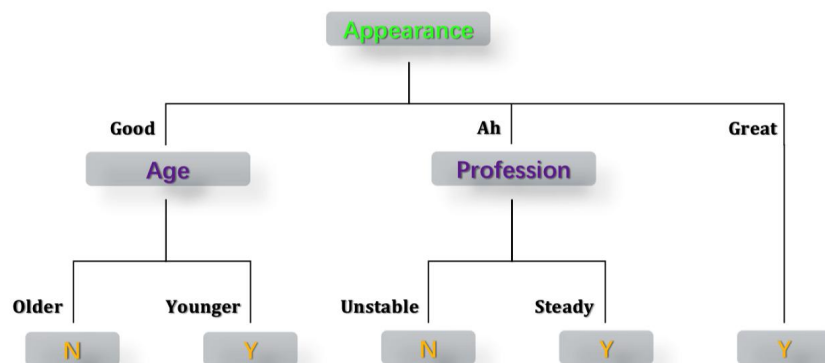 Appearance
Good Ah Great
Age Profession
Older Younger Unstable Steady
N Y N Y Y